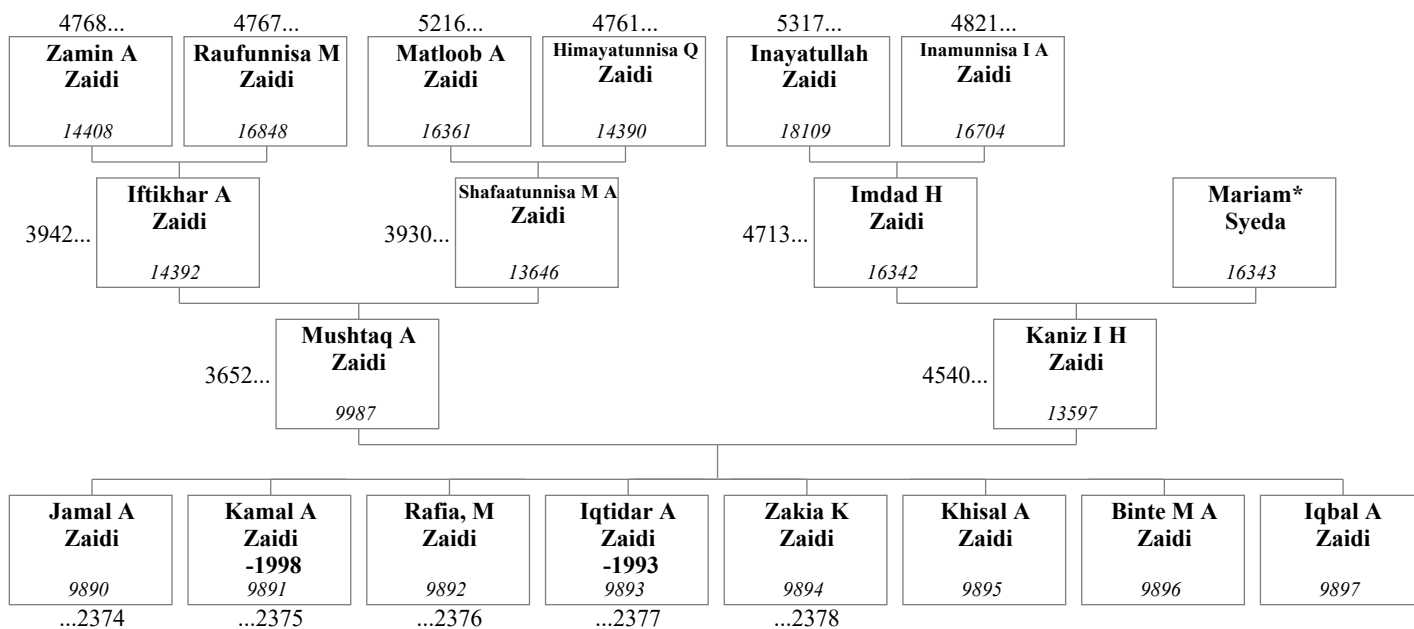 4768...
4767...
5216...
4761...
5317...
4821...
Zamin A
Zaidi
14408
Raufunnisa M
Zaidi
16848
Matloob A
Zaidi
16361
Himayatunnisa Q
Zaidi
14390
Inayatullah
Zaidi
18109
Inamunnisa I A
Zaidi
16704
3942...
Iftikhar A
Zaidi
14392
3930...
Shafaatunnisa M A
Zaidi
13646
4713...
Imdad H
Zaidi
16342
Mariam*
Syeda
16343
3652...
Mushtaq A
Zaidi
9987
4540...
Kaniz I H
Zaidi
13597
Jamal A
Zaidi
9890
...2374
Kamal A
Zaidi
-1998
9891
...2375
Rafia, M
Zaidi
9892
...2376
Iqtidar A
Zaidi
-1993
9893
...2377
Zakia K
Zaidi
9894
...2378
Khisal A
Zaidi
9895
Binte M A
Zaidi
9896
Iqbal A
Zaidi
9897